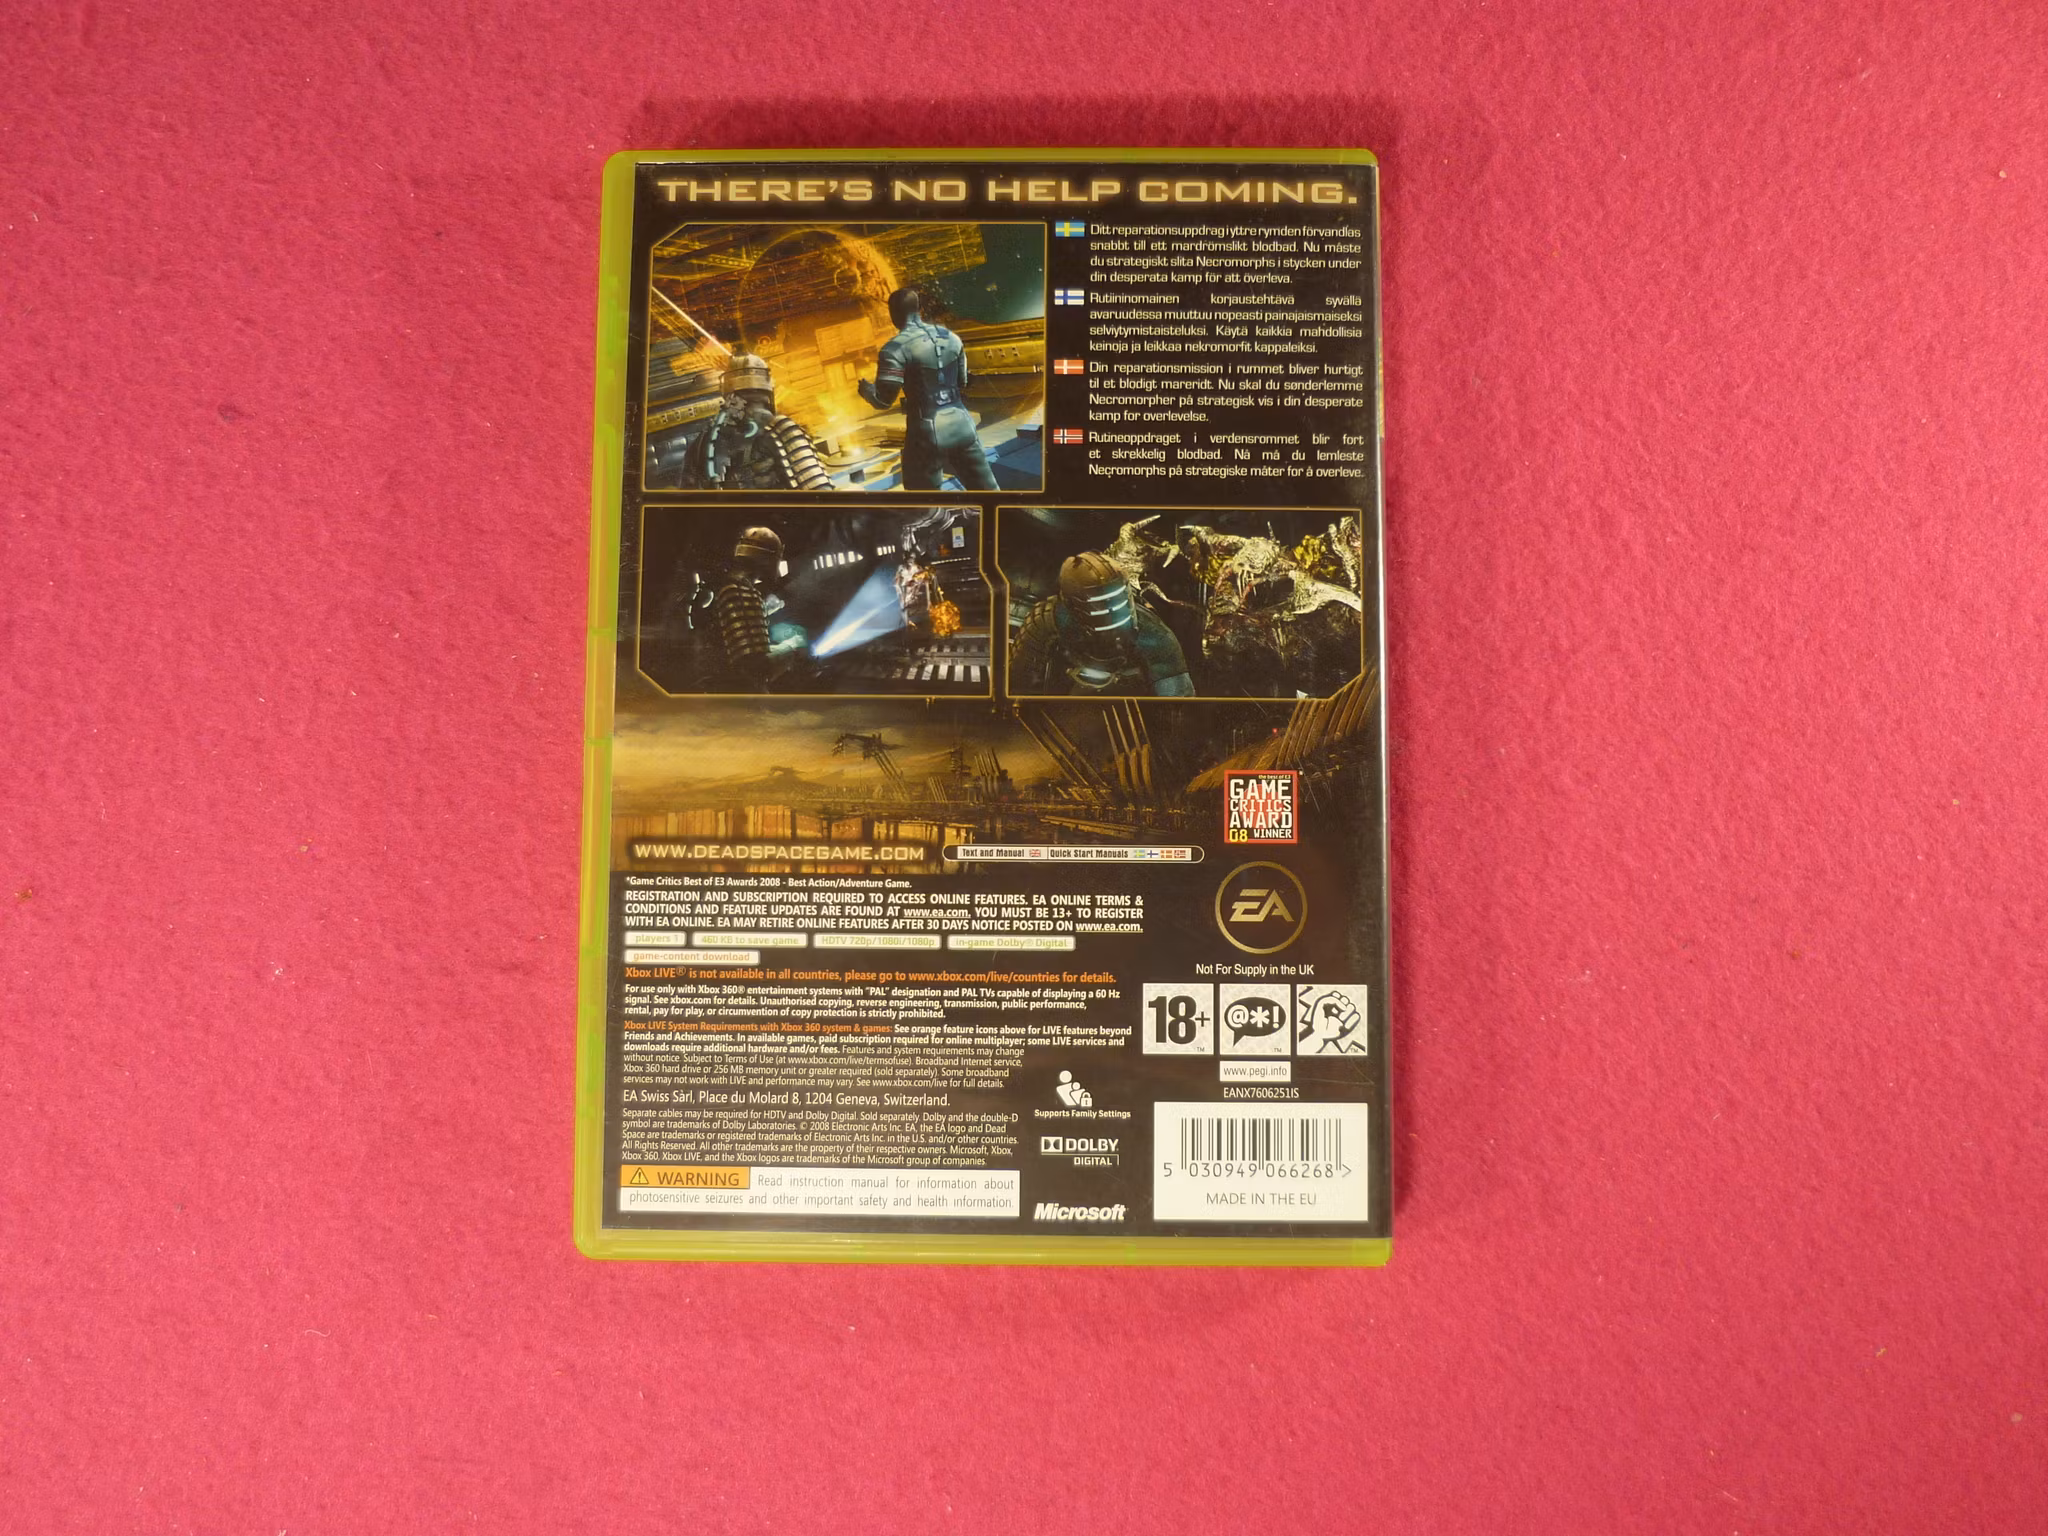 THERE'S NO HELP COMING.
Ditt reparationsuppdrag i yttre rymden förvandlas
snabbt till ett mardrömslikt blodbad. Nu måste
du strategiskt slita Necromorphs i stycken under
din desperata kamp för att överleva.
Rutiininomainen korjaustehtävä syvällä
avaruudessa muuttuu nopeasti painajaismaiseksi
selviytymistaisteluksi. Käytä kaikkia mahdollisia
keinoja ja leikkaa nekromorfit kappaleiksi.
Din reparationsmission i rummet bliver hurtigt
til et blodigt mareridt. Nu skal du sønderlemme
Necromorpher på strategisk vis i din desperate
kamp for overlevelse.
Rutineoppdraget i verdensrommet blir fort
et skrekkelig blodbad. Nå må du lemleste
Necromorphs på strategiske måter for å overleve.
the best of E3
GAME
CRITICS
AWARD
08 WINNER
*
WWW.DEADSPACEGAME.COM
Text and Manual Quick Start Manuals
*Game Critics Best of E3 Awards 2008 - Best Action/Adventure Game.
REGISTRATION AND SUBSCRIPTION REQUIRED TO ACCESS ONLINE FEATURES. EA ONLINE TERMS &
CONDITIONS AND FEATURE UPDATES ARE FOUND AT www.ea.com. YOU MUST BE 13+ TO REGISTER
WITH EA ONLINE. EA MAY RETIRE ONLINE FEATURES AFTER 30 DAYS NOTICE POSTED ON www.ea.com.
EA
players 1 460 KB to save game HDTV 720p/1080i/1080p in-game Dolby® Digital
game-content download
Xbox LIVE® is not available in all countries, please go to www.xbox.com/live/countries for details.
Not For Supply in the UK
For use only with Xbox 360® entertainment systems with "PAL" designation and PAL TVs capable of displaying a 60 Hz
signal. See xbox.com for details. Unauthorised copying, reverse engineering, transmission, public performance,
rental, pay for play, or circumvention of copy protection is strictly prohibited.
Xbox LIVE System Requirements with Xbox 360 system & games: See orange feature icons above for LIVE features beyond
Friends and Achievements. In available games, paid subscription required for online multiplayer; some LIVE services and
downloads require additional hardware and/or fees. Features and system requirements may change
without notice. Subject to Terms of Use (at www.xbox.com/live/termsofuse). Broadband Internet service,
Xbox 360 hard drive or 256 MB memory unit or greater required (sold separately). Some broadband
services may not work with LIVE and performance may vary. See www.xbox.com/live for full details.
18+ ™
@*! ™
™
www.pegi.info
EANX7606251IS
EA Swiss Sàrl, Place du Molard 8, 1204 Geneva, Switzerland.
Supports Family Settings
Separate cables may be required for HDTV and Dolby Digital. Sold separately. Dolby and the double-D
symbol are trademarks of Dolby Laboratories. © 2008 Electronic Arts Inc. EA, the EA logo and Dead
Space are trademarks or registered trademarks of Electronic Arts Inc. in the U.S. and/or other countries.
All Rights Reserved. All other trademarks are the property of their respective owners. Microsoft, Xbox,
Xbox 360, Xbox LIVE, and the Xbox logos are trademarks of the Microsoft group of companies.
DOLBY
DIGITAL
WARNING Read instruction manual for information about
photosensitive seizures and other important safety and health information.
Microsoft
5 030949 066268 >
MADE IN THE EU